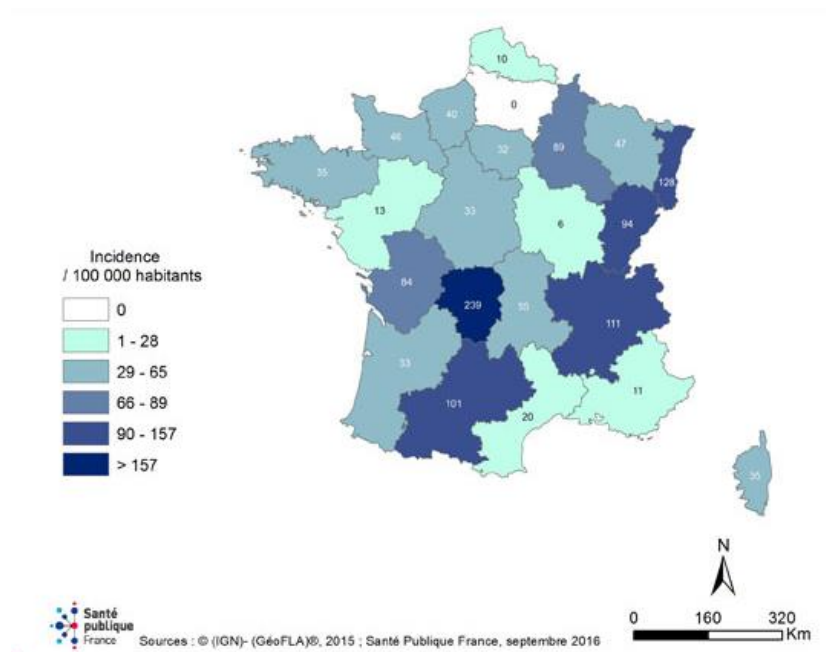 10
0
40
46
32
89
47
128
35
13
33
6
94
84
239
55
111
33
101
20
11
35
Incidence
/ 100 000 habitants
0
1 - 28
29 - 65
66 - 89
90 - 157
> 157
N
0 160 320
Km
Santé
publique
France
Sources : © (IGN)- (GéoFLA)®, 2015 ; Santé Publique France, septembre 2016